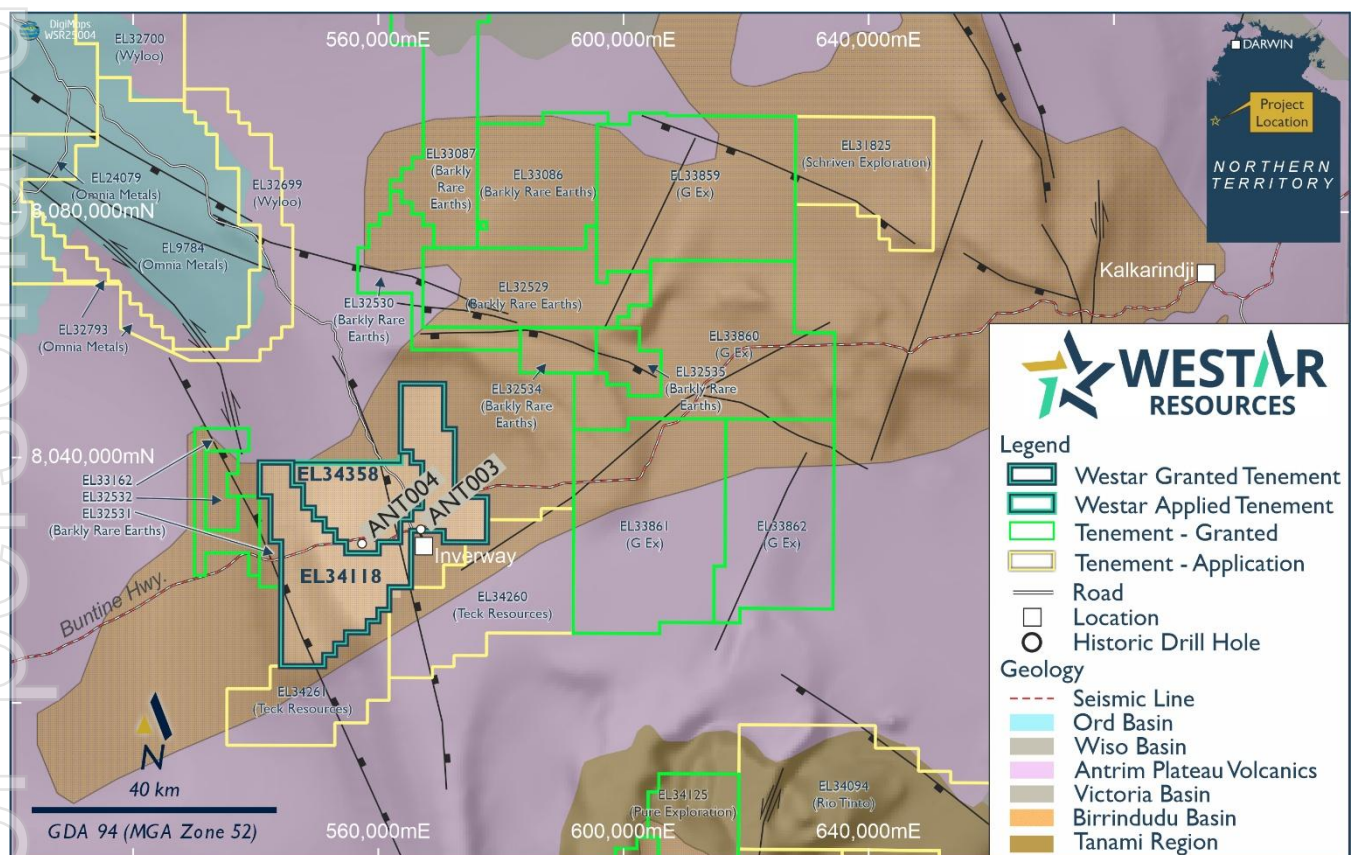 DigiMaps
WSR25004
560,000mE
600,000mE
640,000mE
EL32700
(Wyloo)
DARWIN
Project
Location
NORTHERN
TERRITORY
EL33087
(Barkly
Rare
Earths)
EL33086
(Barkly Rare Earths)
EL33859
(G Ex)
EL31825
(Schriven Exploration)
EL24079
(Omnia Metals)
EL32699
(Wyloo)
8,080,000mN
EL9784
(Omnia Metals)
Kalkarindji
EL32530
(Barkly Rare
Earths)
EL32529
(Barkly Rare Earths)
EL32793
(Omnia Metals)
EL33860
(G Ex)
EL32534
(Barkly Rare
Earths)
EL32535
(Barkly Rare
Earths)
8,040,000mN
EL33162
EL32532
EL32531
(Barkly Rare Earths)
EL34358
ANT004
ANT003
Inverway
EL34118
EL33861
(G Ex)
EL33862
(G Ex)
Buntine Hwy.
EL34260
(Teck Resources)
EL34261
(Teck Resources)
EL34125
(Pure Exploration)
EL34094
(Rio Tinto)
N
40 km
GDA 94 (MGA Zone 52)
560,000mE
600,000mE
640,000mE
WESTAR
RESOURCES
Legend
Westar Granted Tenement
Westar Applied Tenement
Tenement - Granted
Tenement - Application
Road
Location
Historic Drill Hole
Geology
Seismic Line
Ord Basin
Wiso Basin
Antrim Plateau Volcanics
Victoria Basin
Birrindudu Basin
Tanami Region